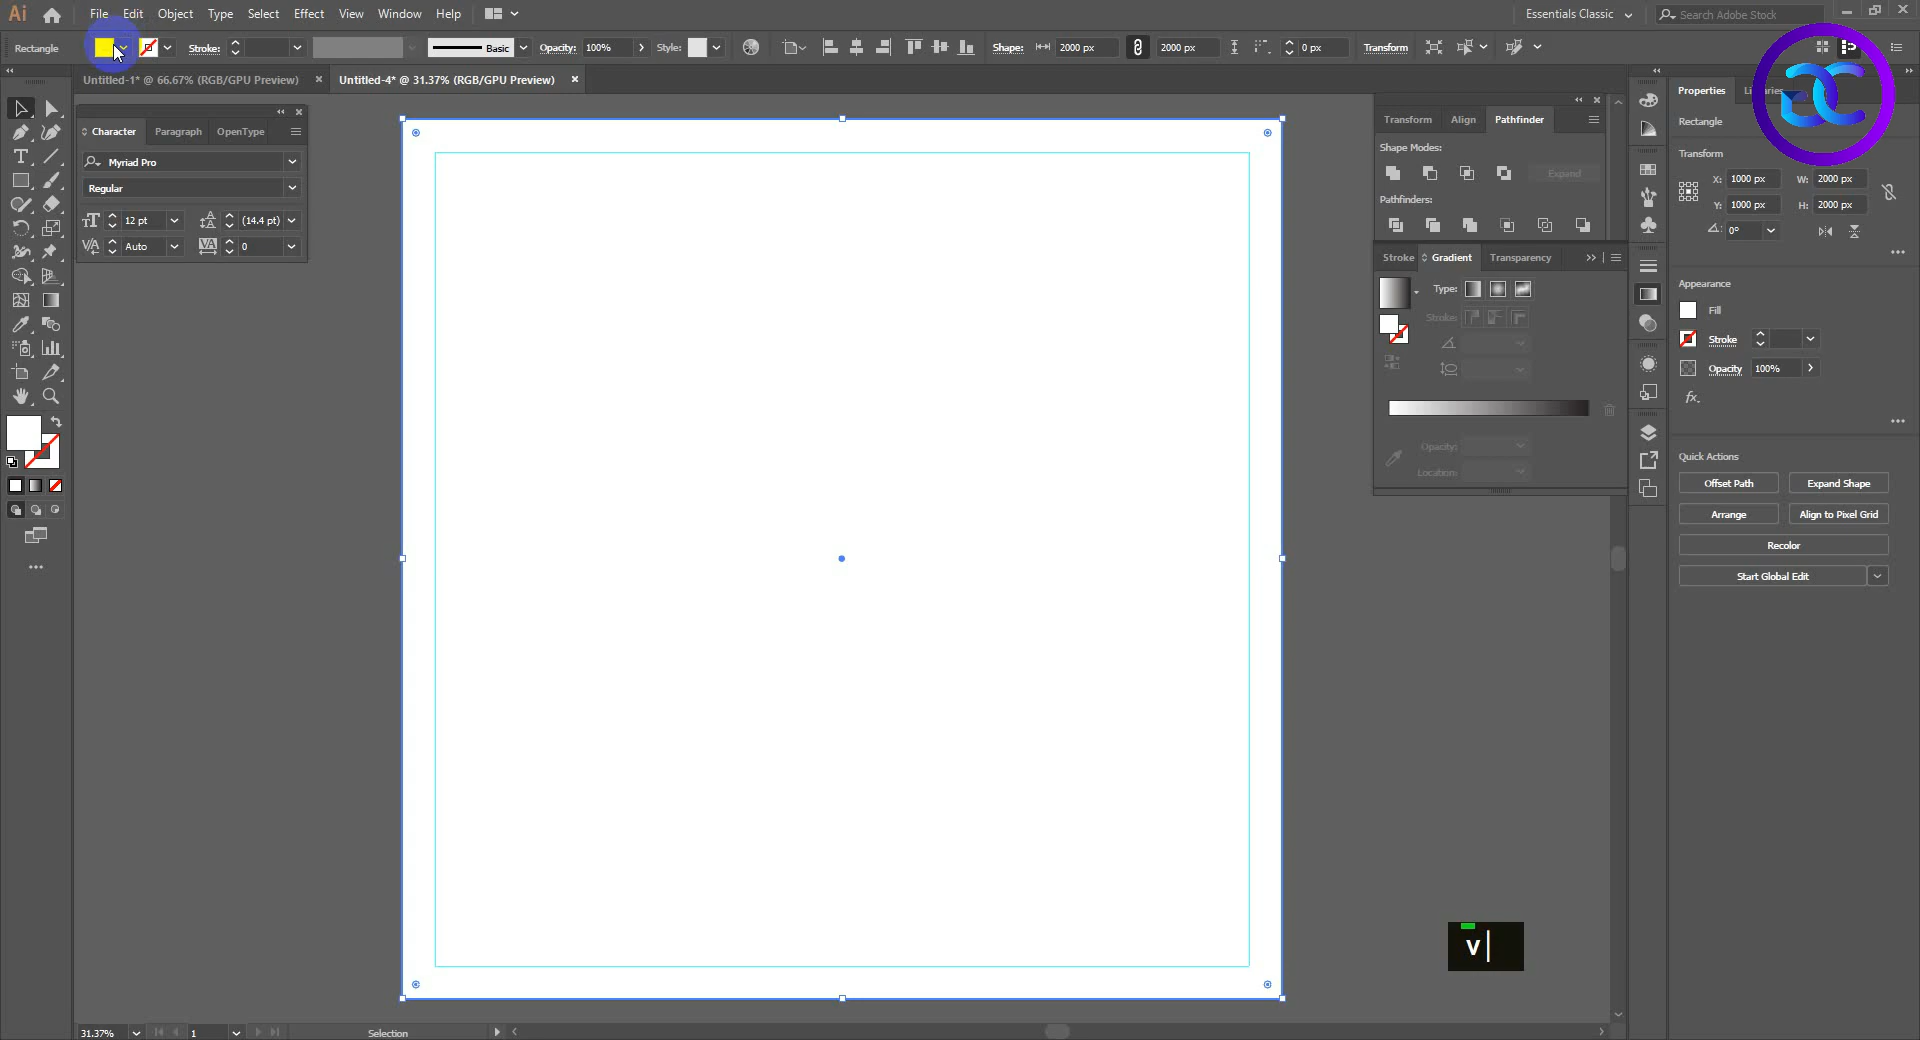 Ai File Edit Object Type Select Effect View Window Help Essentials Classic Search Adobe Stock
Rectangle Stroke: Basic Opacity: 100% Style: Shape: 2000 px 2000 px 0 px Transform
Untitled-1* @ 66.67% (RGB/GPU Preview) × Untitled-4* @ 31.37% (RGB/GPU Preview) ×
Character Paragraph OpenType
Myriad Pro
Regular
12 pt (14.4 pt)
Auto 0
Transform Align Pathfinder
Shape Modes:
Expand
Pathfinders:
Stroke Gradient Transparency
Type:
Stroke:
Opacity:
Location:
Properties
Rectangle
Transform
X: 1000 px W: 2000 px
Y: 1000 px H: 2000 px
0°
Appearance
Fill
Stroke
Opacity 100%
fx.
Quick Actions
Offset Path Expand Shape
Arrange Align to Pixel Grid
Recolor
Start Global Edit
v
31.37% 1 Selection